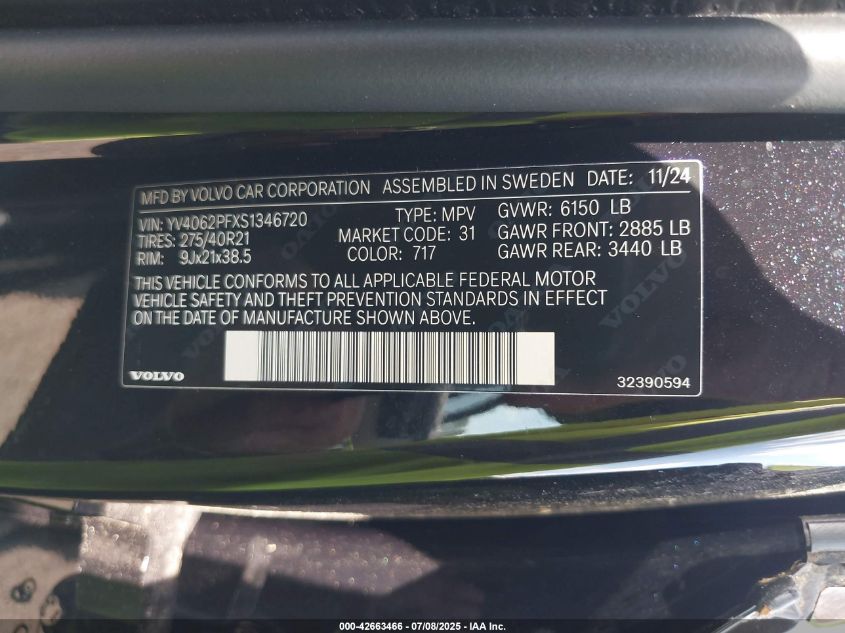 MFD BY VOLVO CAR CORPORATION ASSEMBLED IN SWEDEN DATE: 11/24
VIN: YV4062PFXS1346720 TYPE: MPV GVWR: 6150 LB
TIRES: 275/40R21 MARKET CODE: 31 GAWR FRONT: 2885 LB
RIM: 9Jx21x38.5 COLOR: 717 GAWR REAR: 3440 LB
THIS VEHICLE CONFORMS TO ALL APPLICABLE FEDERAL MOTOR
VEHICLE SAFETY AND THEFT PREVENTION STANDARDS IN EFFECT
ON THE DATE OF MANUFACTURE SHOWN ABOVE.
VOLVO 32390594
000-42663466 - 07/08/2025 - IAA Inc.